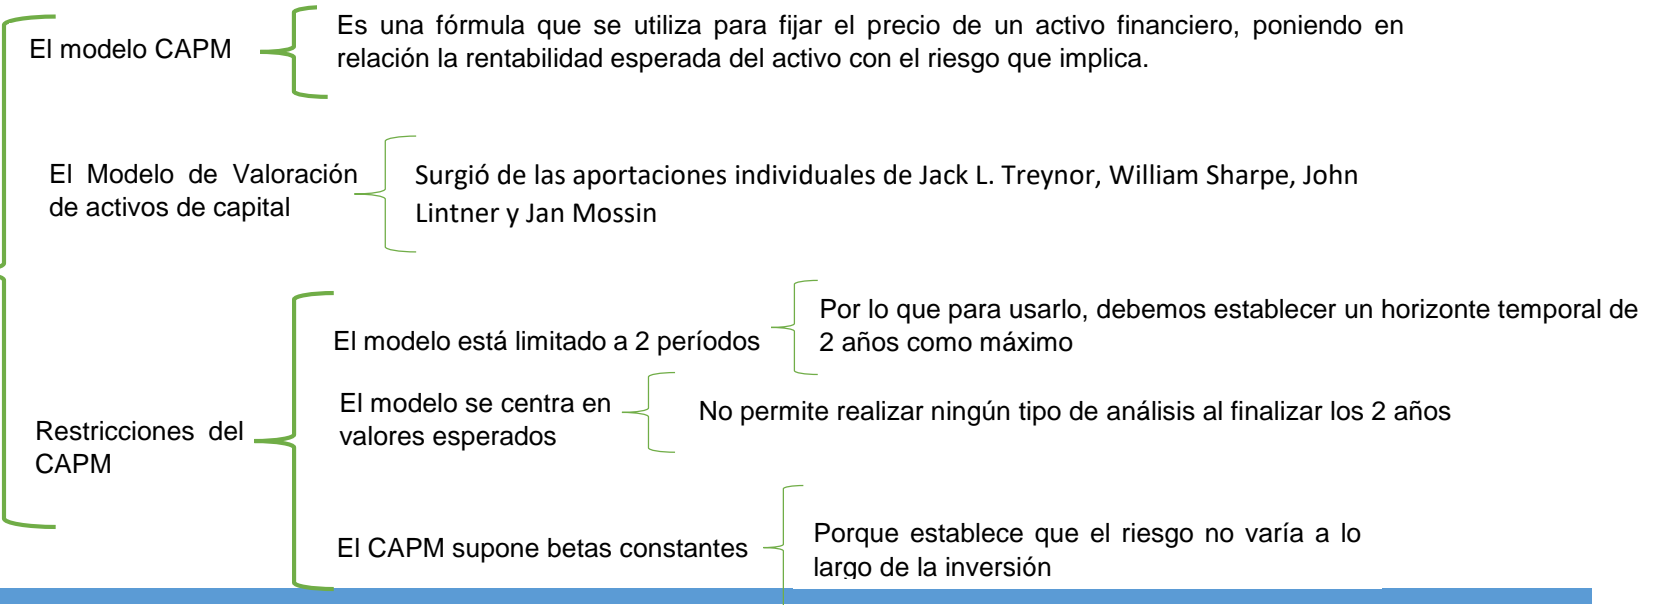 El modelo CAPM
Es una fórmula que se utiliza para fijar el precio de un activo financiero, poniendo en
relación la rentabilidad esperada del activo con el riesgo que implica.
El Modelo de Valoración
de activos de capital
Surgió de las aportaciones individuales de Jack L. Treynor, William Sharpe, John
Lintner y Jan Mossin
Restricciones del
CAPM
El modelo está limitado a 2 períodos
Por lo que para usarlo, debemos establecer un horizonte temporal de
2 años como máximo
El modelo se centra en
valores esperados
No permite realizar ningún tipo de análisis al finalizar los 2 años
El CAPM supone betas constantes
Porque establece que el riesgo no varía a lo
largo de la inversión